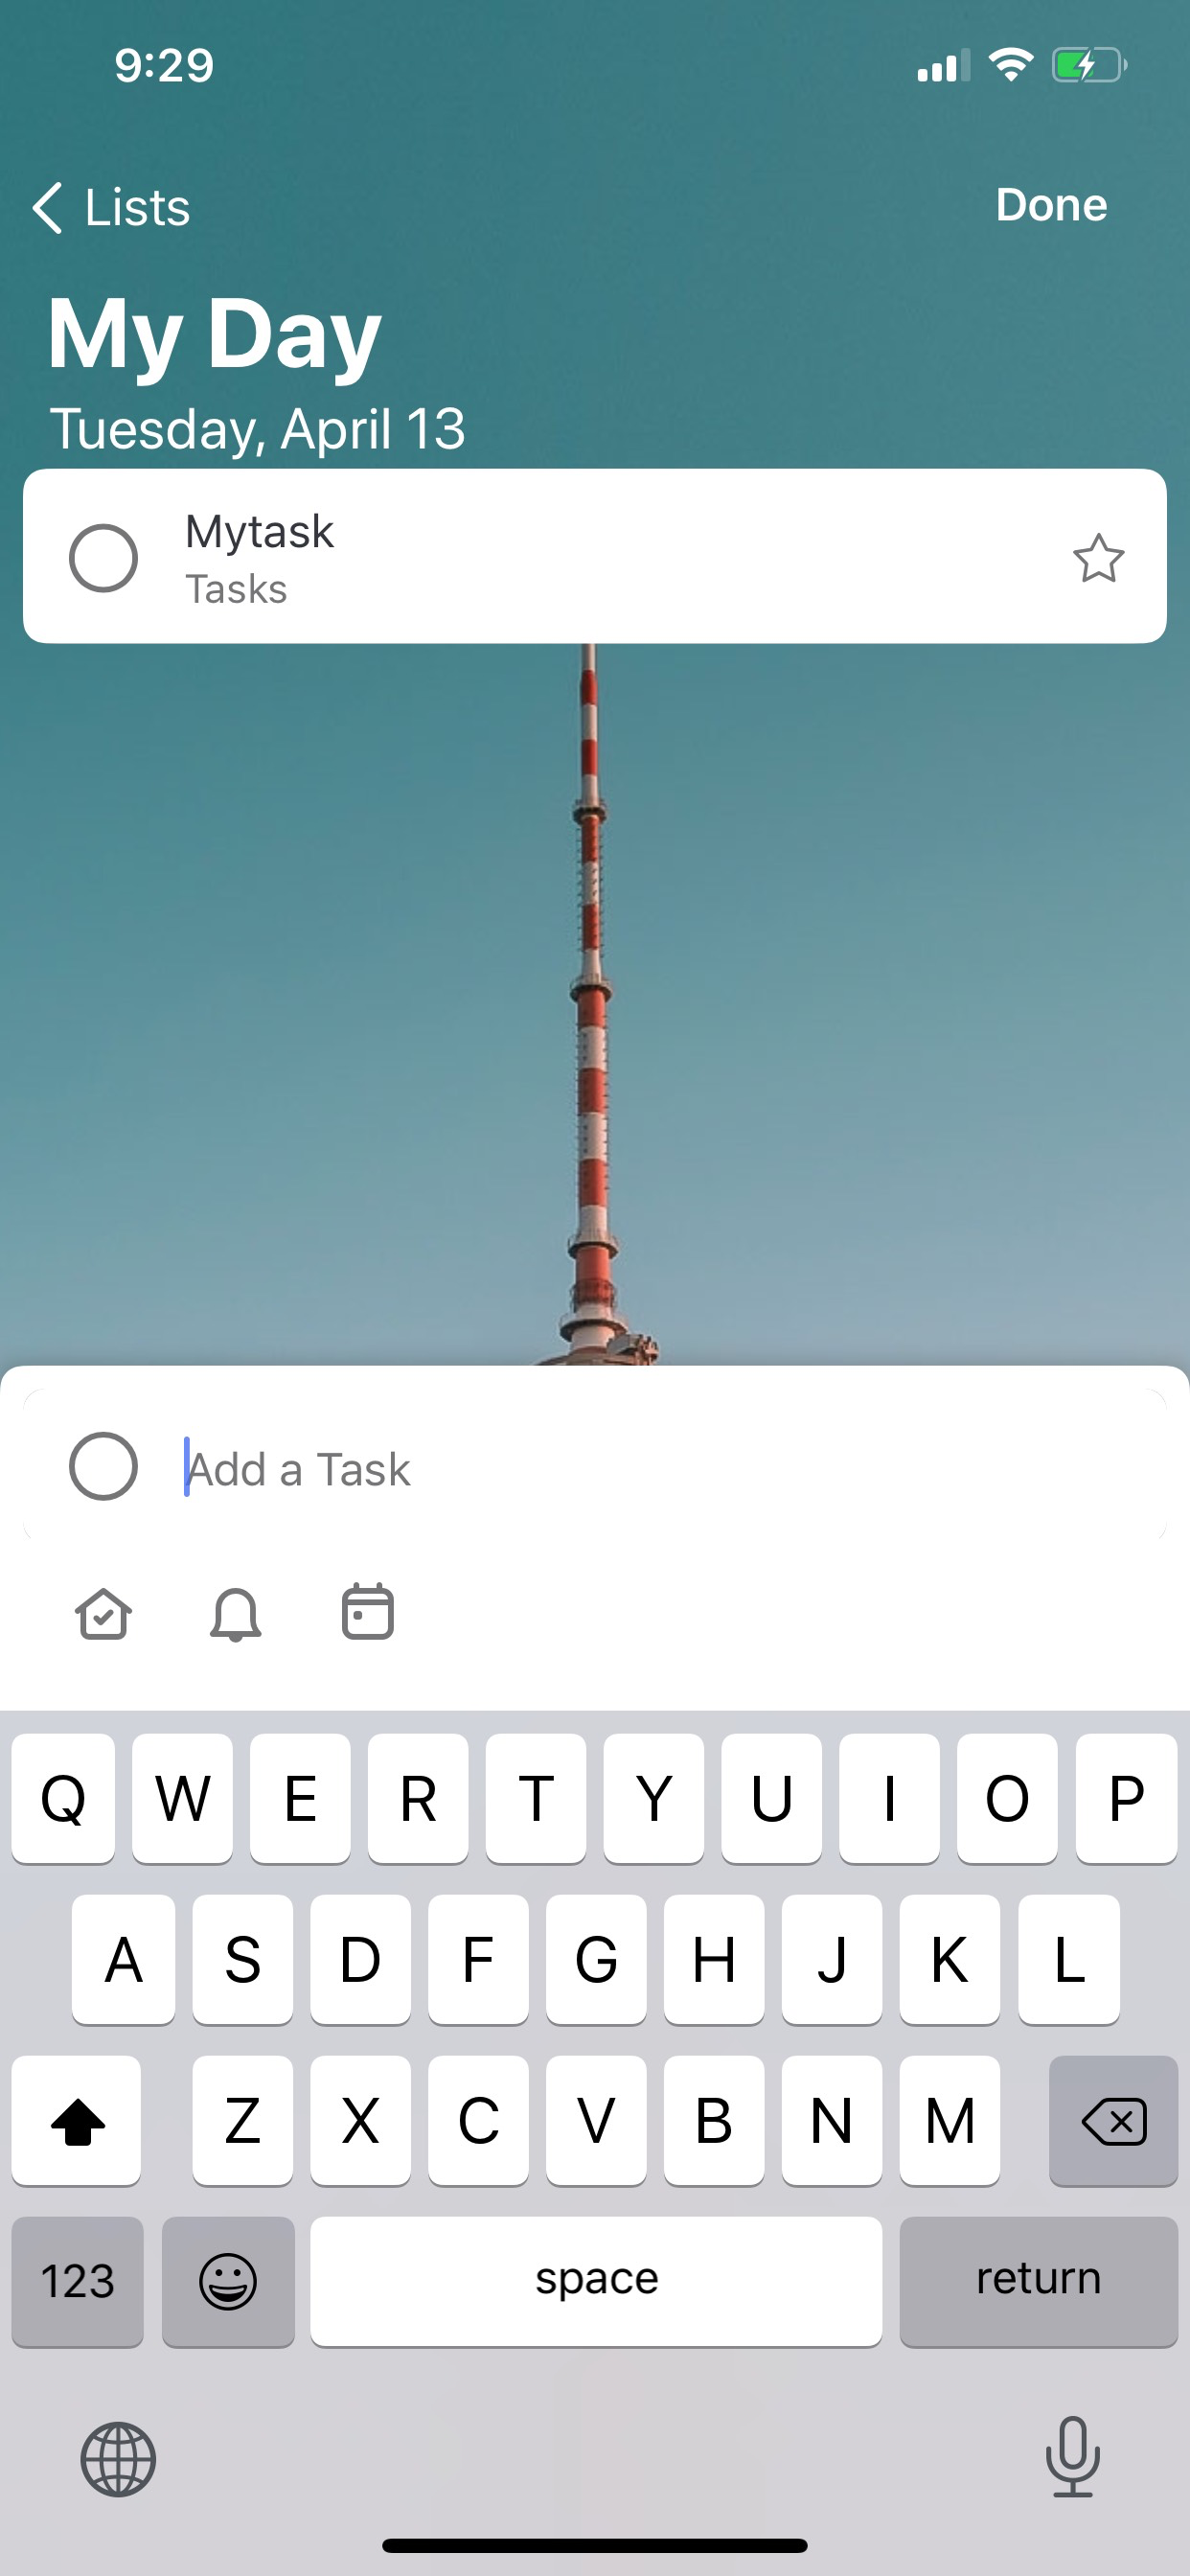 9:29
Lists
Done
My Day
Tuesday, April 13
Mytask
Tasks
Add a Task
Q W E R T Y U I O P
A S D F G H J K L
Z X C V B N M
123 space return